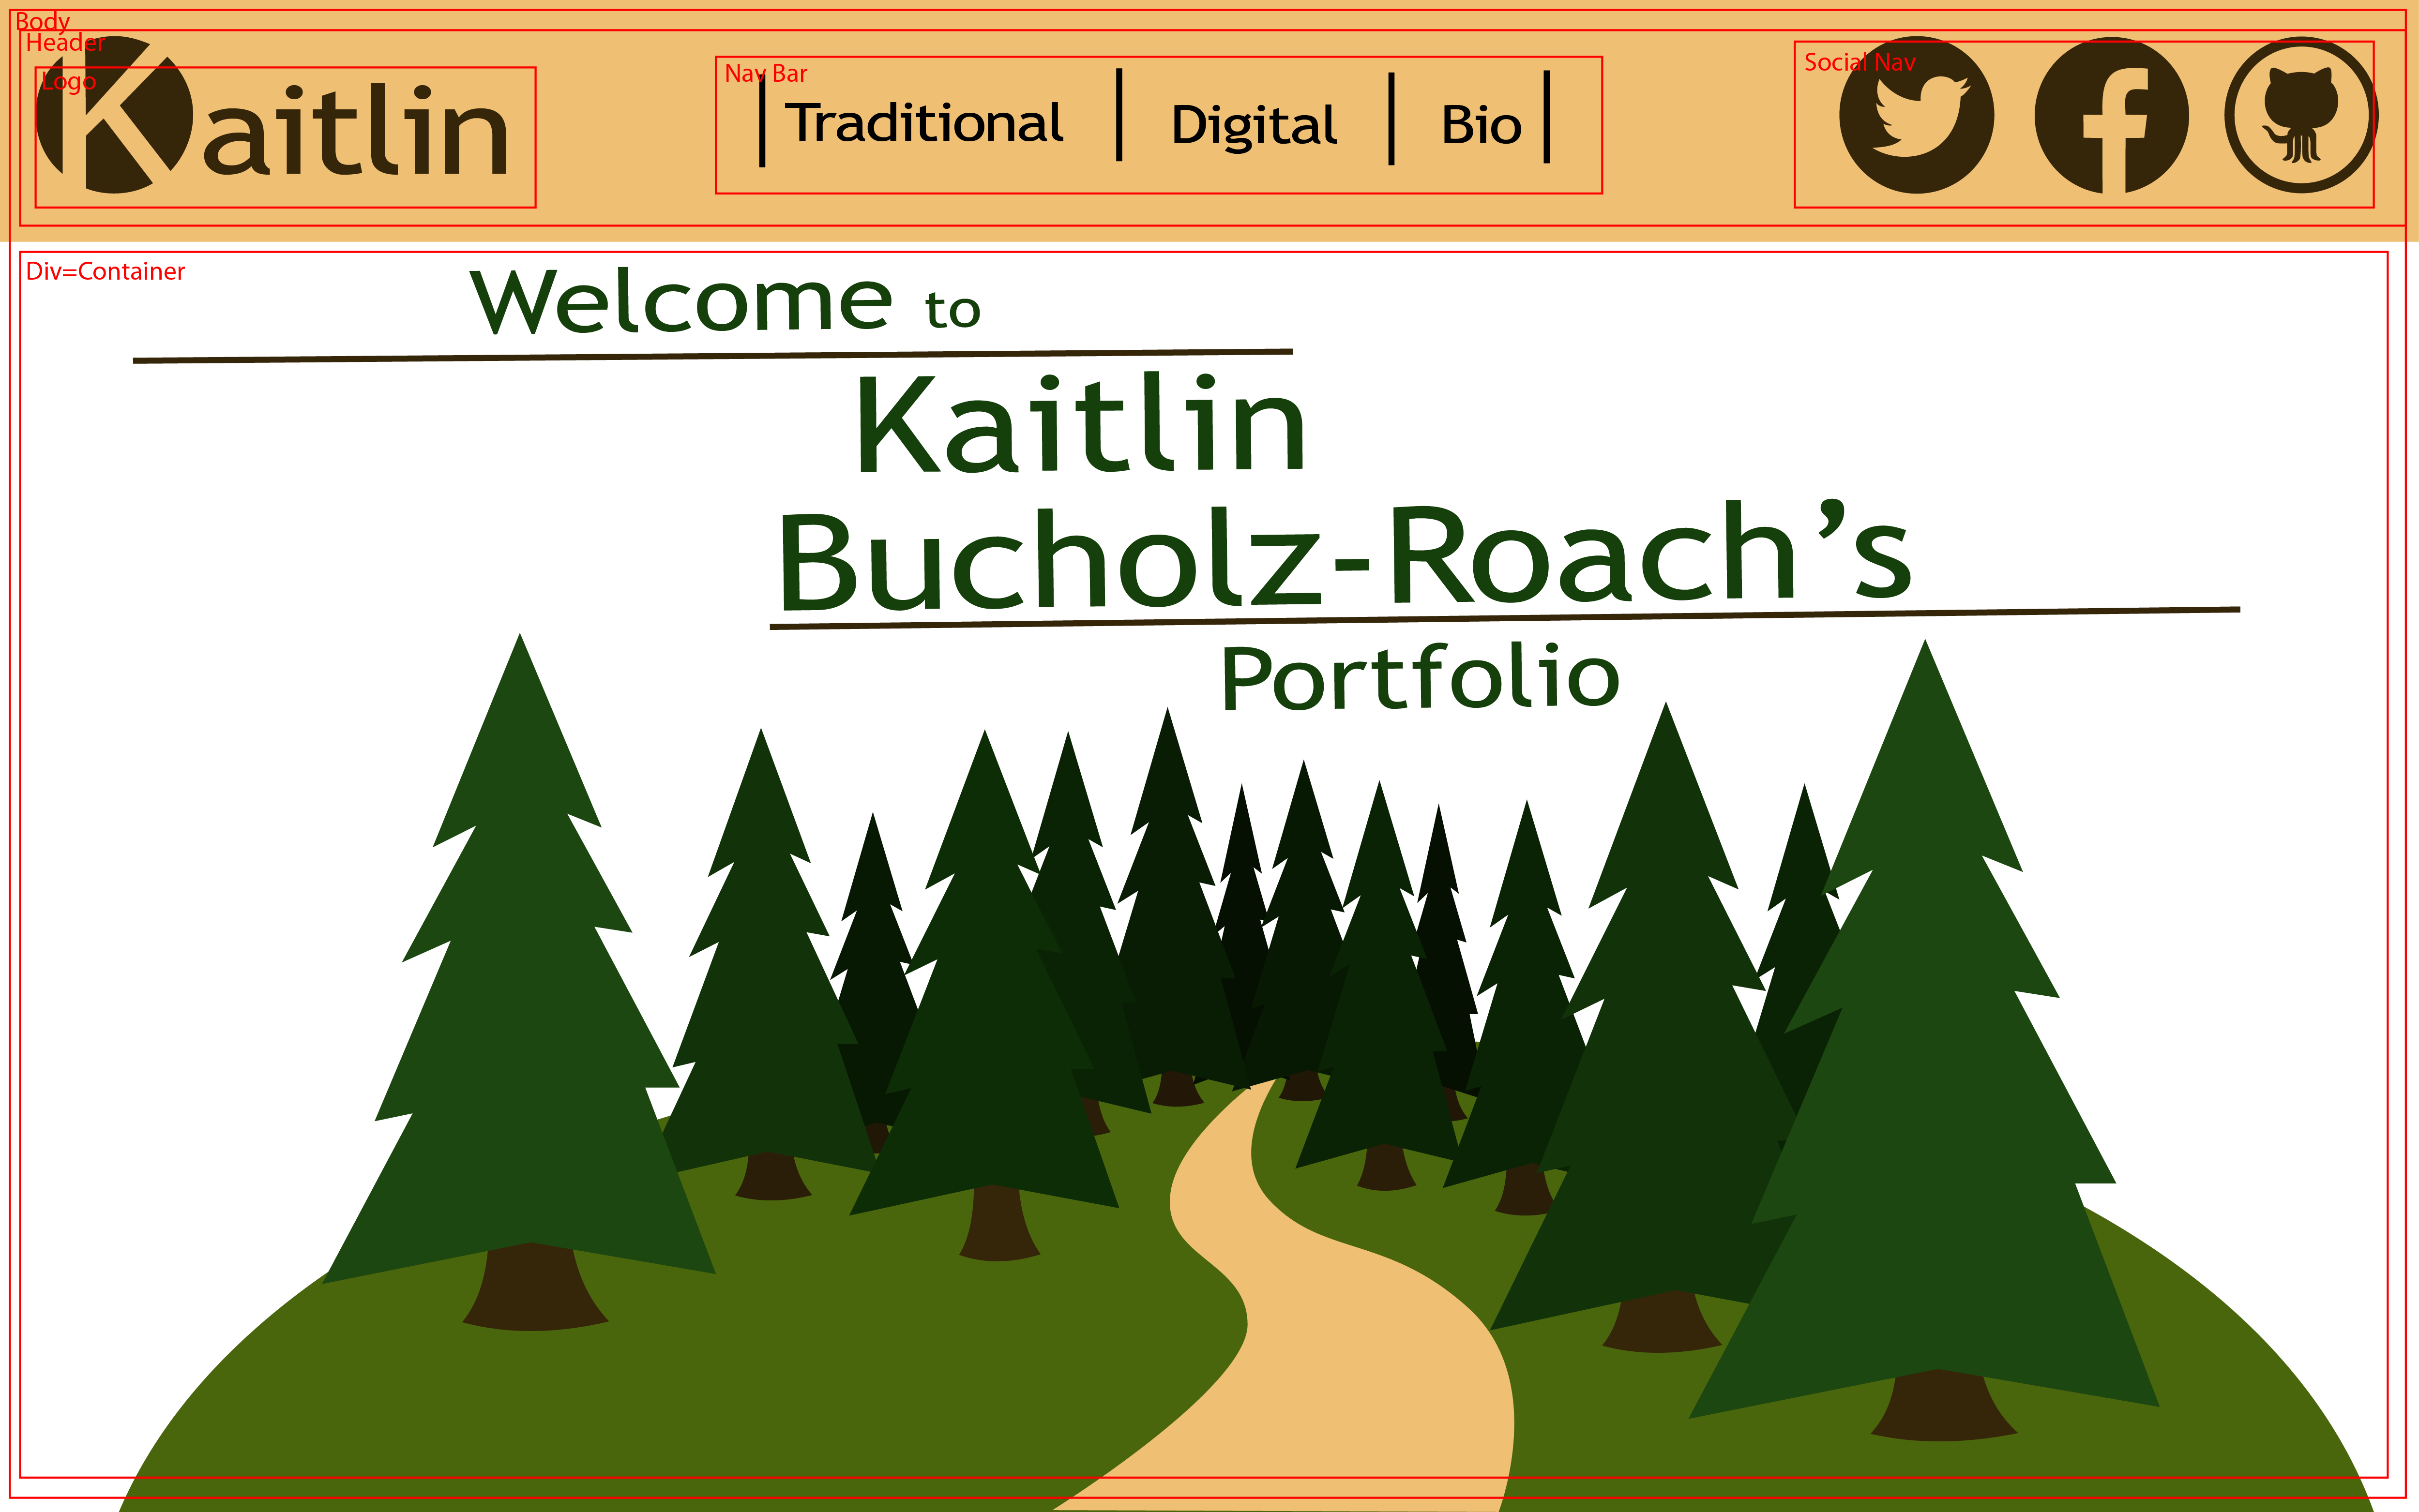 Body
Header
Logo
Kaitlin
Nav Bar
Traditional
Digital
Bio
Social Nav
Div=Container
Welcome to
Kaitlin
Bucholz-Roach’s
Portfolio